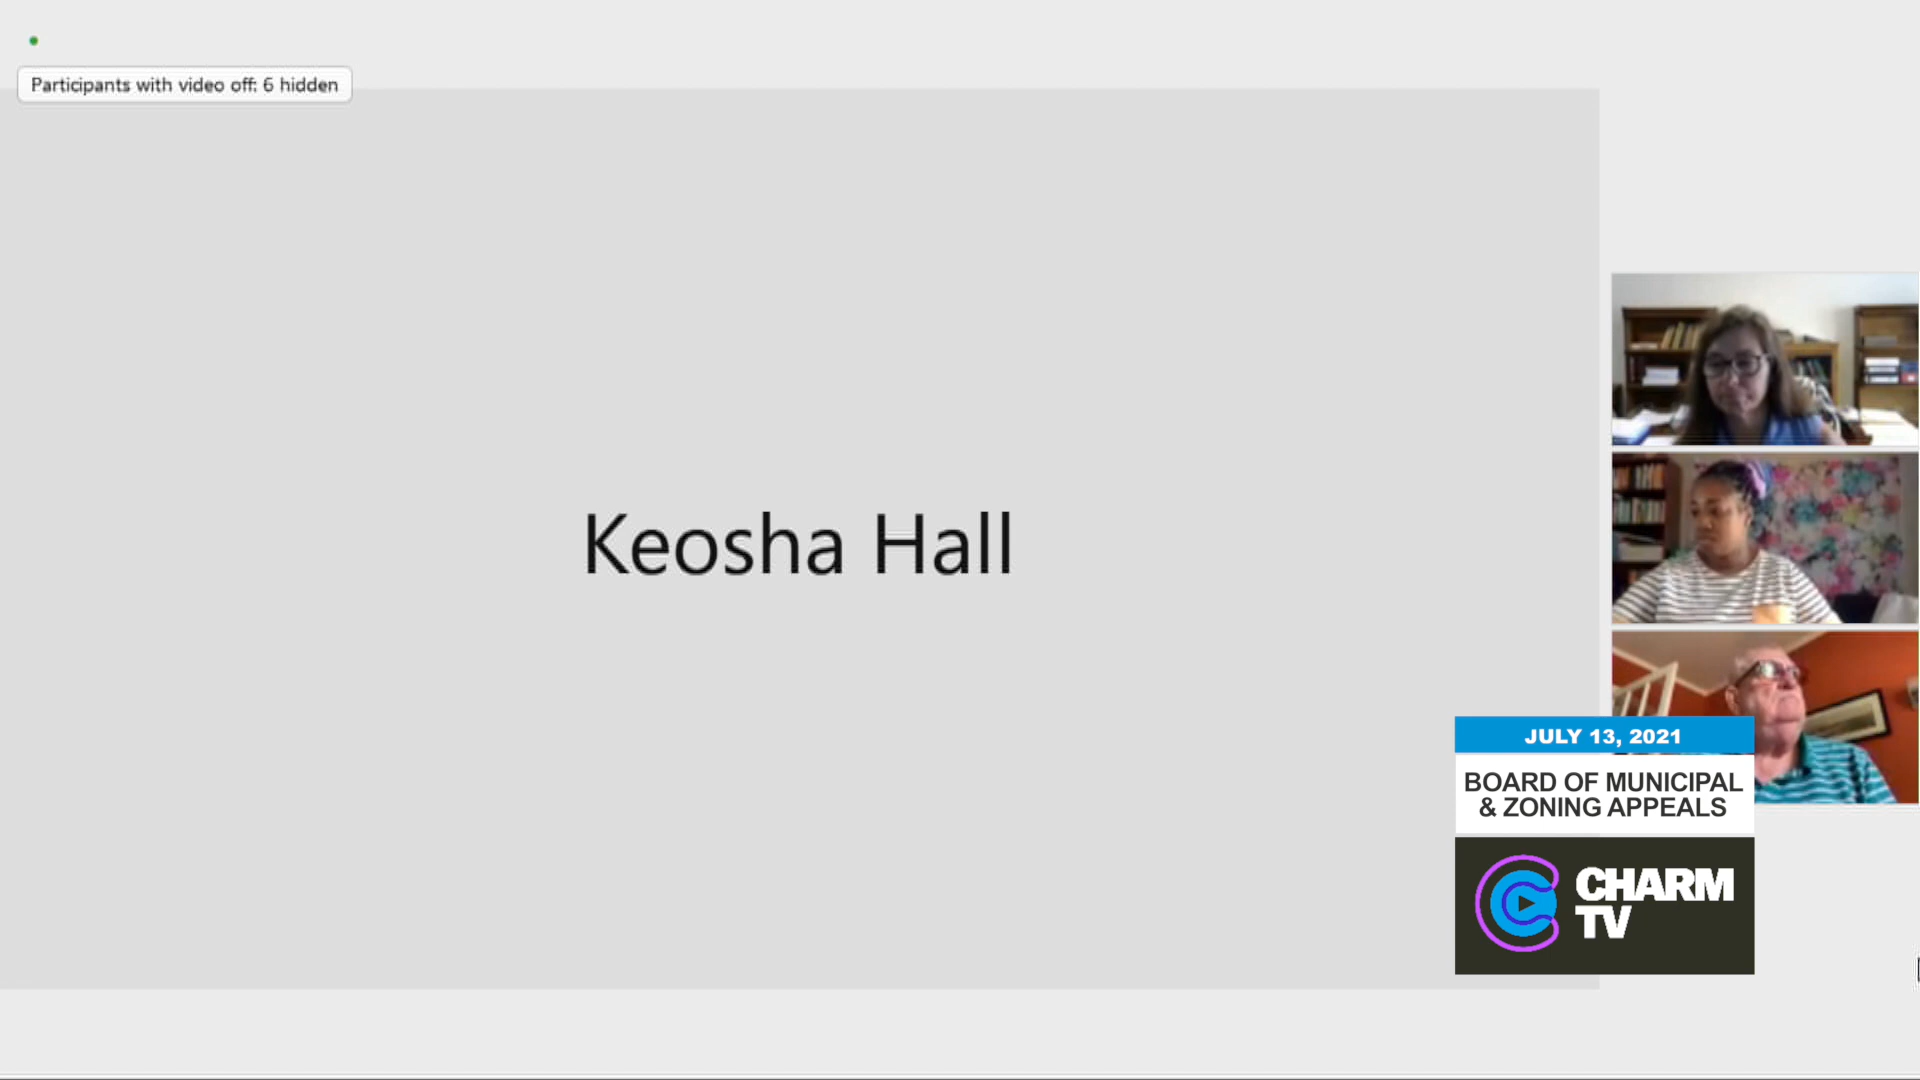 Participants with video off: 6 hidden
Keosha Hall
JULY 13, 2021
BOARD OF MUNICIPAL
& ZONING APPEALS
CHARM
TV